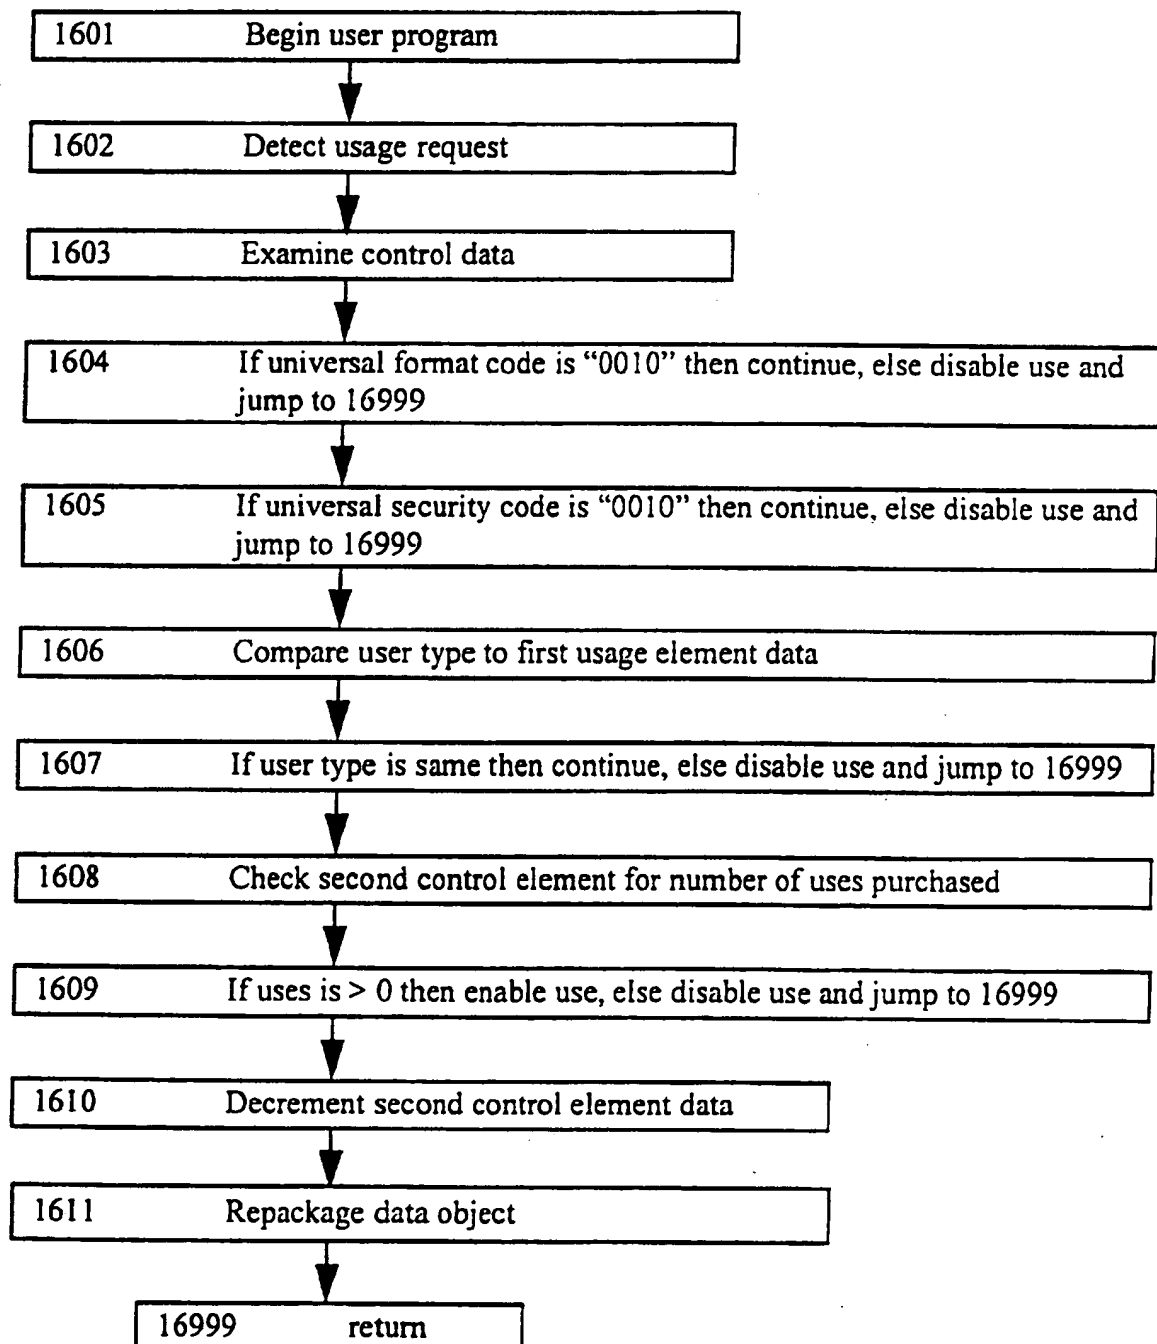 1601 Begin user program
1602 Detect usage request
1603 Examine control data
1604 If universal format code is “0010” then continue, else disable use and
jump to 16999
1605 If universal security code is “0010” then continue, else disable use and
jump to 16999
1606 Compare user type to first usage element data
1607 If user type is same then continue, else disable use and jump to 16999
1608 Check second control element for number of uses purchased
1609 If uses is > 0 then enable use, else disable use and jump to 16999
1610 Decrement second control element data
1611 Repackage data object
16999 return